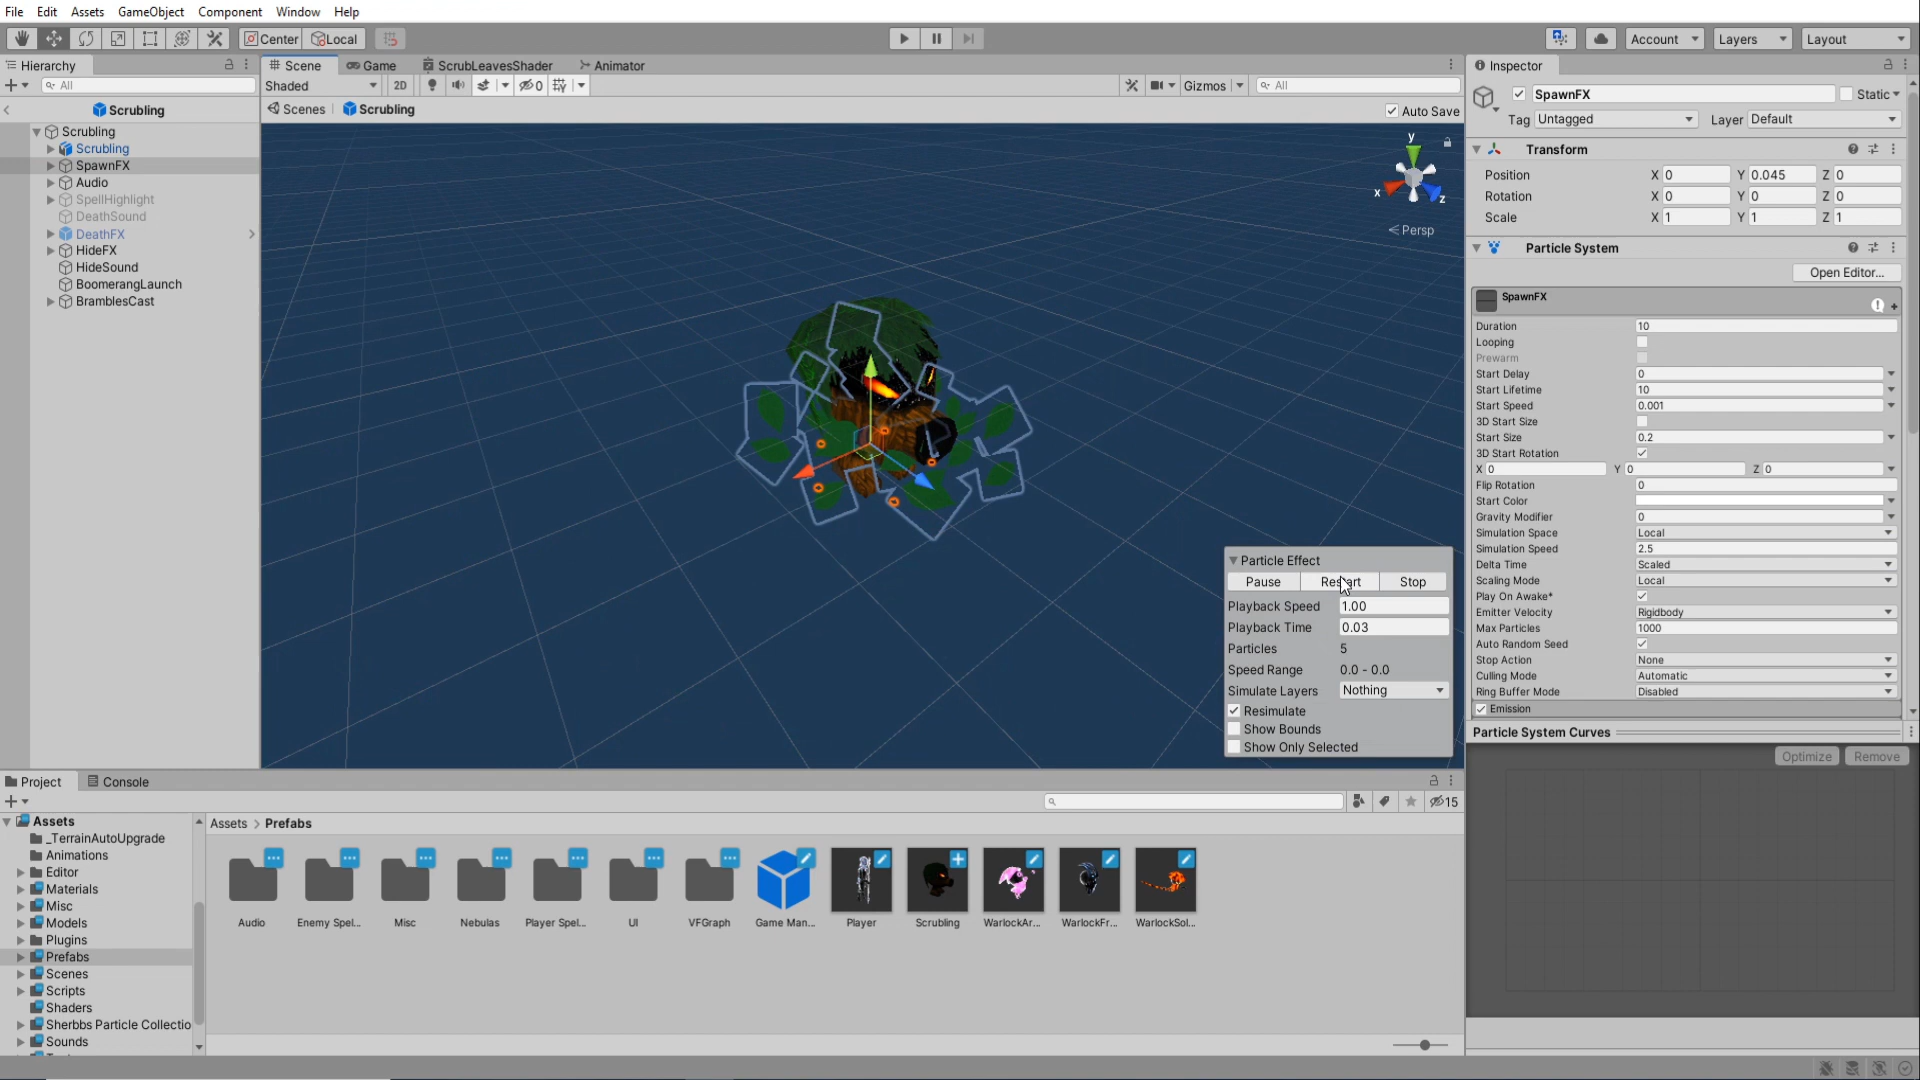 File Edit Assets GameObject Component Window Help
Center Local Account Layers Layout
Hierarchy
All
Scrubling
Scrubling
Scrubling
SpawnFX
Audio
SpellHighlight
DeathSound
DeathFX
HideFX
HideSound
BoomerangLaunch
BramblesCast
Scene Game ScrubLeavesShader Animator
Shaded 2D 0 Gizmos All
Scenes Scrubling Auto Save
y
x
z
Persp
Particle Effect
Pause Restart Stop
Playback Speed 1.00
Playback Time 0.03
Particles 5
Speed Range 0.0 - 0.0
Simulate Layers Nothing
Resimulate
Show Bounds
Show Only Selected
Inspector
SpawnFX Static
Tag Untagged Layer Default
Transform
Position X 0 Y 0.045 Z 0
Rotation X 0 Y 0 Z 0
Scale X 1 Y 1 Z 1
Particle System
Open Editor...
SpawnFX
Duration 10
Looping
Prewarm
Start Delay 0
Start Lifetime 10
Start Speed 0.001
3D Start Size
Start Size 0.2
3D Start Rotation
X 0 Y 0 Z 0
Flip Rotation 0
Start Color
Gravity Modifier 0
Simulation Space Local
Simulation Speed 2.5
Delta Time Scaled
Scaling Mode Local
Play On Awake*
Emitter Velocity Rigidbody
Max Particles 1000
Auto Random Seed
Stop Action None
Culling Mode Automatic
Ring Buffer Mode Disabled
Emission
Particle System Curves
Optimize Remove
Project Console
15
Assets
_TerrainAutoUpgrade
Animations
Editor
Materials
Misc
Models
Plugins
Prefabs
Scenes
Scripts
Shaders
Sherbbs Particle Collectio
Sounds
Assets > Prefabs
Audio Enemy Spel... Misc Nebulas Player Spel... UI VFGraph Game Man... Player Scrubling WarlockAr... WarlockFr... WarlockSol...